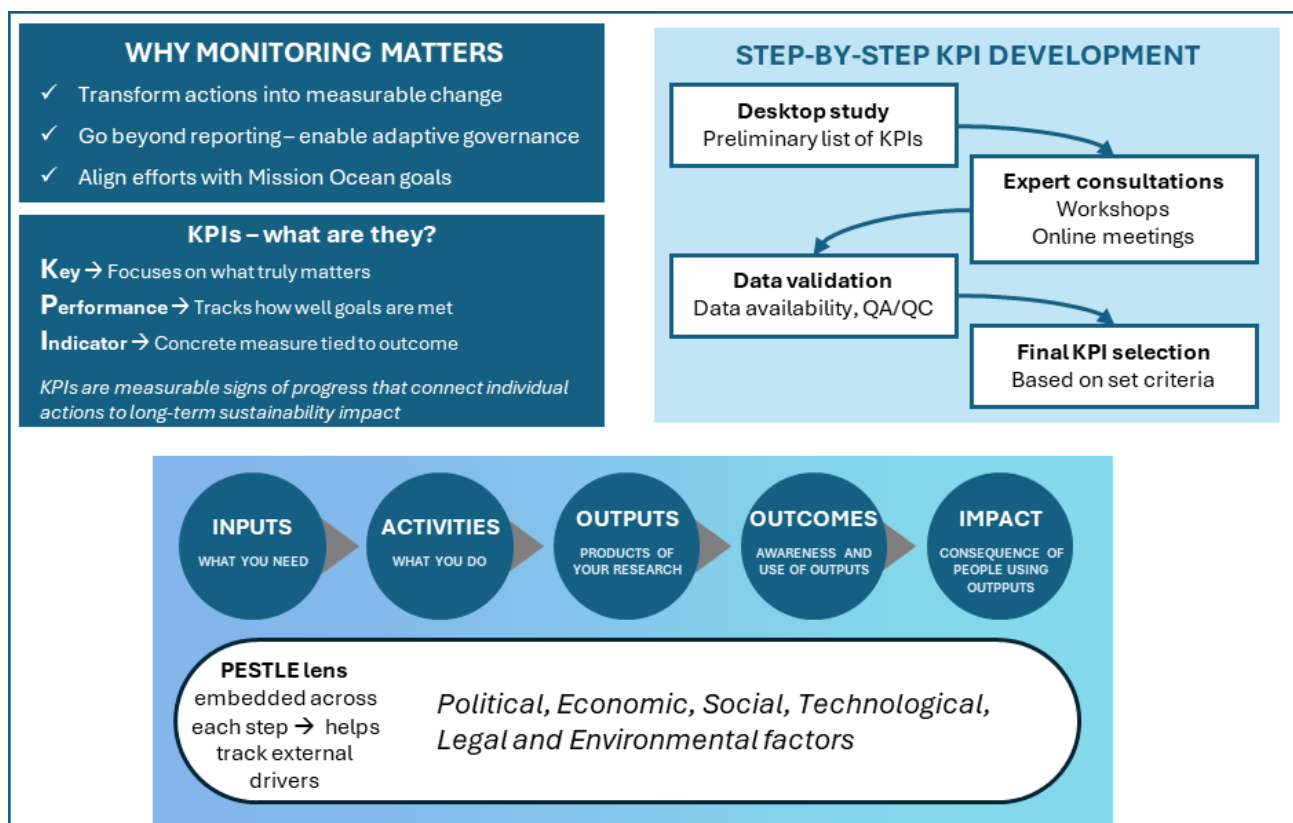 WHY MONITORING MATTERS
✓ Transform actions into measurable change
✓ Go beyond reporting – enable adaptive governance
✓ Align efforts with Mission Ocean goals
KPIs – what are they?
Key → Focuses on what truly matters
Performance → Tracks how well goals are met
Indicator → Concrete measure tied to outcome
KPIs are measurable signs of progress that connect individual
actions to long-term sustainability impact
STEP-BY-STEP KPI DEVELOPMENT
Desktop study
Preliminary list of KPIs
Expert consultations
Workshops
Online meetings
Data validation
Data availability, QA/QC
Final KPI selection
Based on set criteria
INPUTS
WHAT YOU NEED
ACTIVITIES
WHAT YOU DO
OUTPUTS
PRODUCTS OF
YOUR RESEARCH
OUTCOMES
AWARENESS AND
USE OF OUTPUTS
IMPACT
CONSEQUENCE OF
PEOPLE USING
OUTPPUTS
PESTLE lens
embedded across
each step → helps
track external
drivers
Political, Economic, Social, Technological,
Legal and Environmental factors